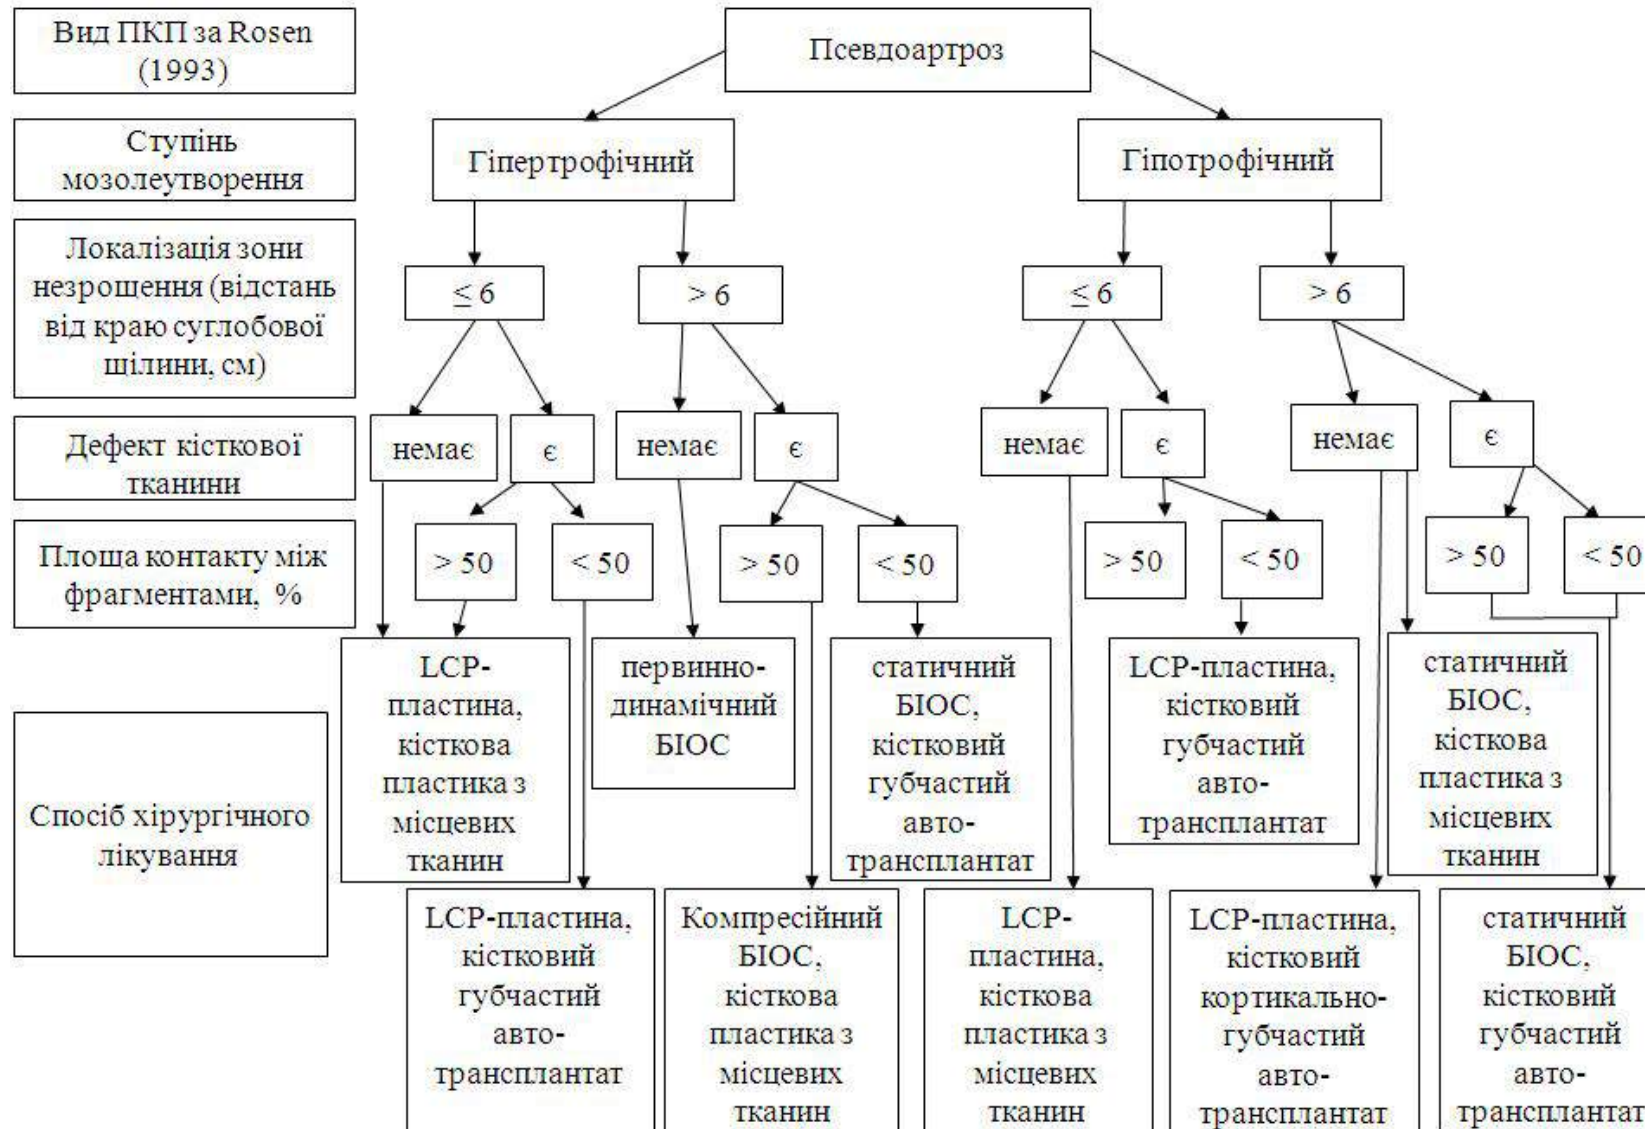 Вид ПКП за Rosen
(1993)
Псевдоартроз
Ступінь
мозолеутворення
Гіпертрофічний
Гіпотрофічний
Локалізація зони
незрощення (відстань
від краю суглобової
щілини, см)
≤ 6
> 6
≤ 6
> 6
Дефект кісткової
тканини
немає
є
немає
є
немає
є
немає
є
Площа контакту між
фрагментами, %
> 50
< 50
> 50
< 50
> 50
< 50
> 50
< 50
Спосіб хірургічного
лікування
LCP-
пластина,
кісткова
пластика з
місцевих
тканин
первинно-
динамічний
БІОС
статичний
БІОС,
кістковий
губчастий
авто-
трансплантат
LCP-пластина,
кістковий
губчастий
авто-
трансплантат
статичний
БІОС,
кісткова
пластика з
місцевих
тканин
LCP-пластина,
кістковий
губчастий
авто-
трансплантат
Компресійний
БІОС,
кісткова
пластика з
місцевих
тканин
LCP-
пластина,
кісткова
пластика з
місцевих
тканин
LCP-пластина,
кістковий
кортикально-
губчастий
авто-
трансплантат
статичний
БІОС,
кістковий
губчастий
авто-
трансплантат